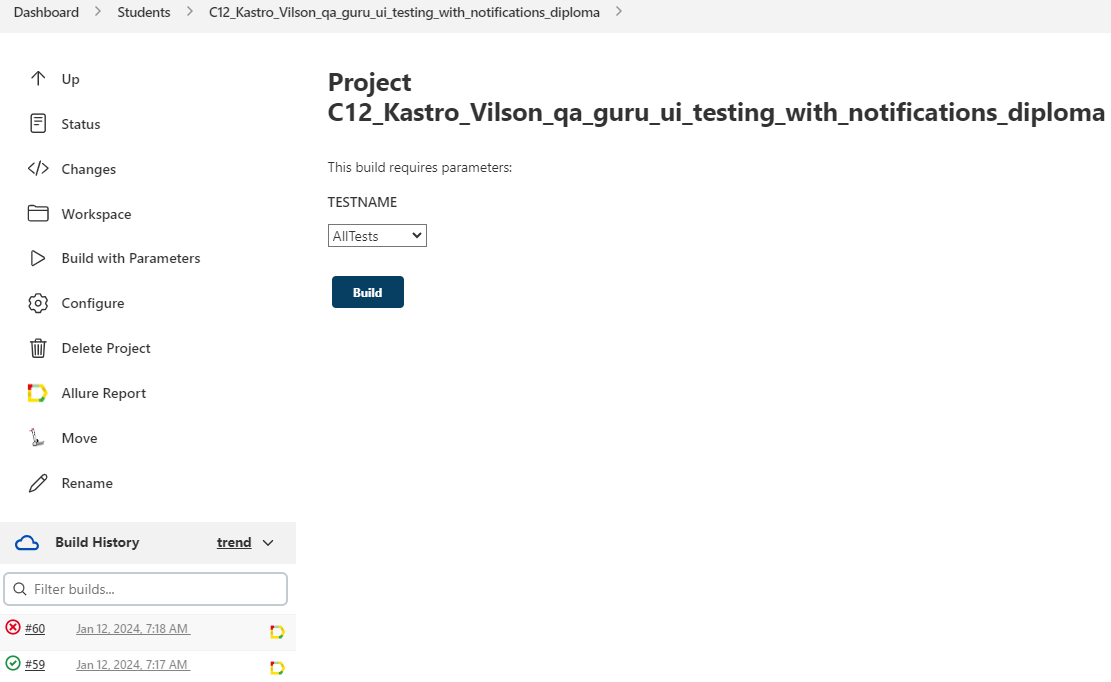 Dashboard
Students
C12_Kastro_Vilson_qa_guru_ui_testing_with_notifications_diploma
Up
Status
Changes
Workspace
Build with Parameters
Configure
Delete Project
Allure Report
Move
Rename
Project
C12_Kastro_Vilson_qa_guru_ui_testing_with_notifications_diploma
This build requires parameters:
TESTNAME
AllTests
Build
Build History trend
Filter builds...
#60 Jan 12, 2024, 7:18 AM
#59 Jan 12, 2024, 7:17 AM